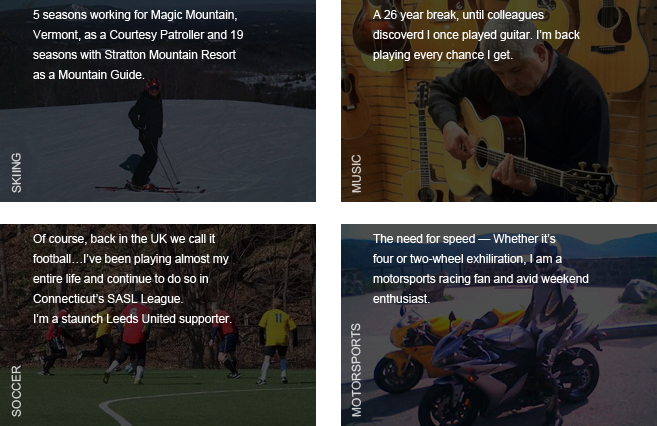 5 seasons working for Magic Mountain,
Vermont, as a Courtesy Patroller and 19
seasons with Stratton Mountain Resort
as a Mountain Guide.
SKIING
A 26 year break, until colleagues
discoverd I once played guitar. I'm back
playing every chance I get.
MUSIC
Of course, back in the UK we call it
football…I've been playing almost my
entire life and continue to do so in
Connecticut's SASL League.
I'm a staunch Leeds United supporter.
SOCCER
11
The need for speed — Whether it's
four or two-wheel exhiliration, I am a
motorsports racing fan and avid weekend
enthusiast.
MOTORSPORTS